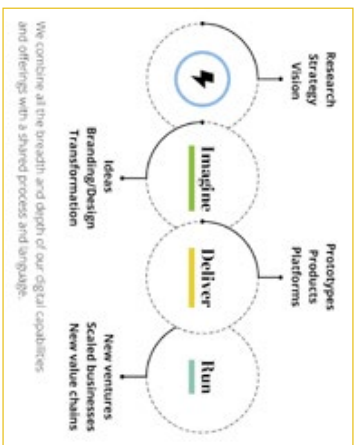 Research
Strategy
Vision
Imagine
Ideas
Branding/Design
Transformation
Deliver
Prototypes
Products
Platforms
Run
New ventures
Scaled businesses
New value chains
We combine all the breadth and depth of our digital capabilities
and offerings with a shared process and language.